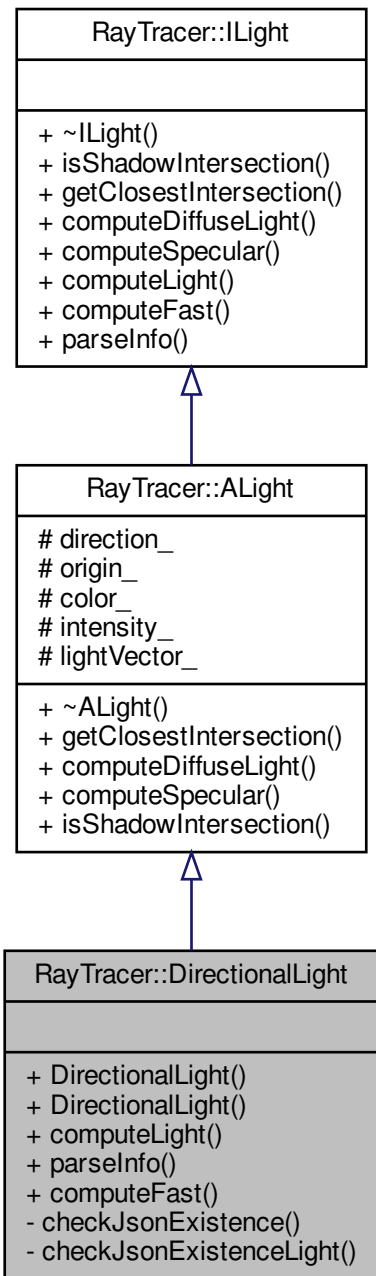 RayTracer::ILight
+ ~ILight()
+ isShadowIntersection()
+ getClosestIntersection()
+ computeDiffuseLight()
+ computeSpecular()
+ computeLight()
+ computeFast()
+ parseInfo()
RayTracer::ALight
# direction_
# origin_
# color_
# intensity_
# lightVector_
+ ~ALight()
+ getClosestIntersection()
+ computeDiffuseLight()
+ computeSpecular()
+ isShadowIntersection()
RayTracer::DirectionalLight
+ DirectionalLight()
+ DirectionalLight()
+ computeLight()
+ parseInfo()
+ computeFast()
- checkJsonExistence()
- checkJsonExistenceLight()